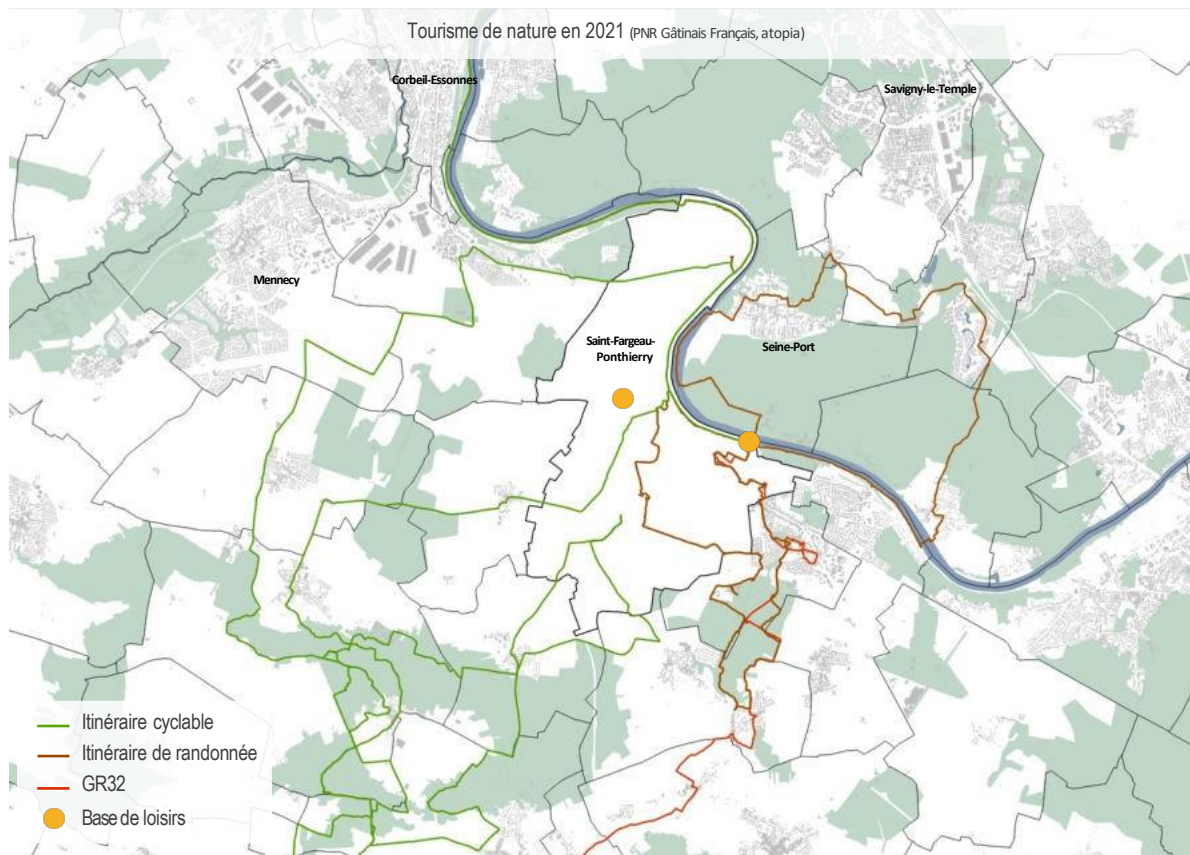 Tourisme de nature en 2021 (PNR Gâtinais Français, atopia)
Corbeil-Essonnes
Savigny-le-Temple
Mennecy
Saint-Fargeau-
Ponthierry
Seine-Port
Itinéraire cyclable
Itinéraire de randonnée
GR32
Base de loisirs